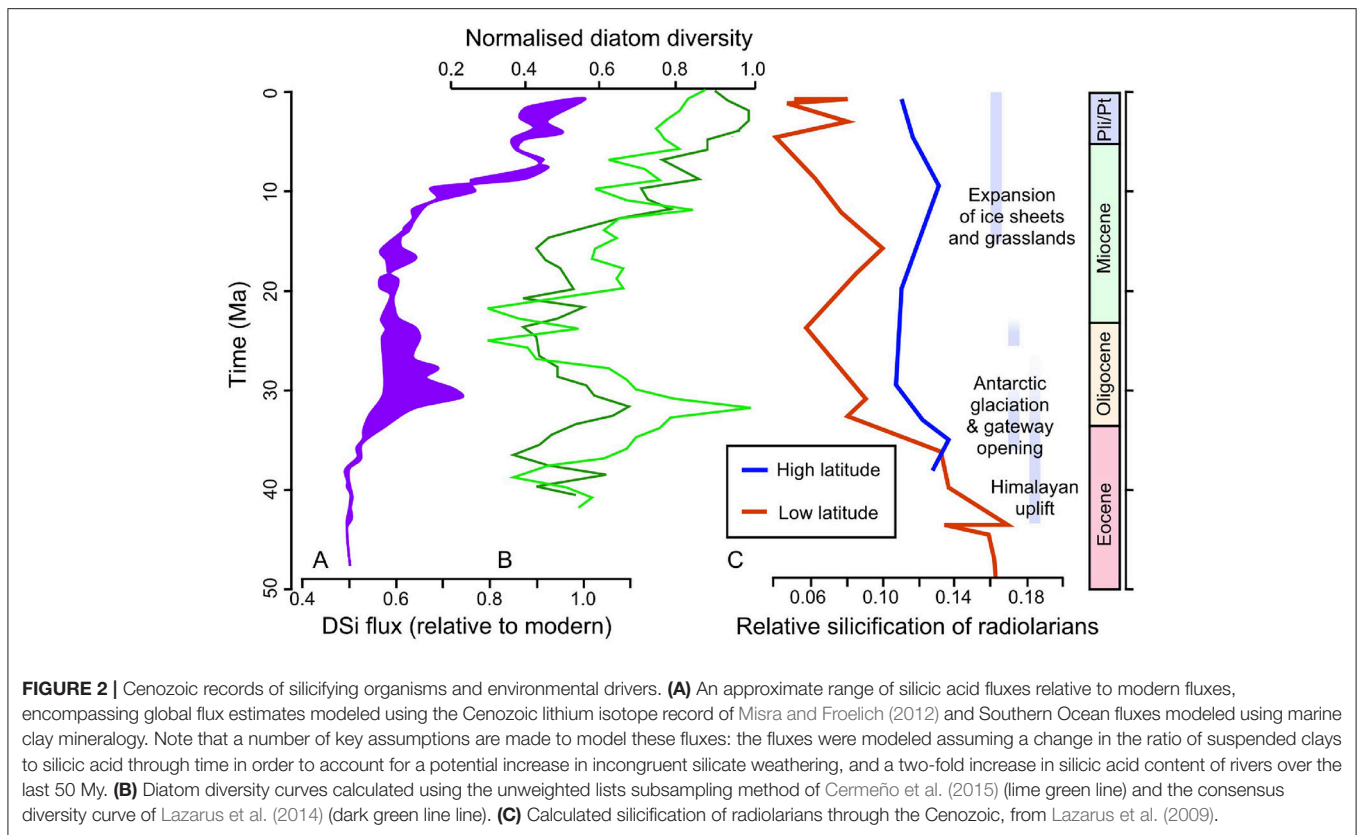 Normalised diatom diversity
0.2 0.4 0.6 0.8 1.0
Time (Ma)
0
10
20
30
40
50
A
B
C
0.4 0.6 0.8 1.0
DSi flux (relative to modern)
High latitude
Low latitude
0.06 0.10 0.14 0.18
Relative silicification of radiolarians
Expansion
of ice sheets
and grasslands
Antarctic
glaciation
& gateway
opening
Himalayan
uplift
Pli/Pt
Miocene
Oligocene
Eocene
FIGURE 2 | Cenozoic records of silicifying organisms and environmental drivers. (A) An approximate range of silicic acid fluxes relative to modern fluxes,
encompassing global flux estimates modeled using the Cenozoic lithium isotope record of Misra and Froelich (2012) and Southern Ocean fluxes modeled using marine
clay mineralogy. Note that a number of key assumptions are made to model these fluxes: the fluxes were modeled assuming a change in the ratio of suspended clays
to silicic acid through time in order to account for a potential increase in incongruent silicate weathering, and a two-fold increase in silicic acid content of rivers over the
last 50 My. (B) Diatom diversity curves calculated using the unweighted lists subsampling method of Cermeño et al. (2015) (lime green line) and the consensus
diversity curve of Lazarus et al. (2014) (dark green line line). (C) Calculated silicification of radiolarians through the Cenozoic, from Lazarus et al. (2009).